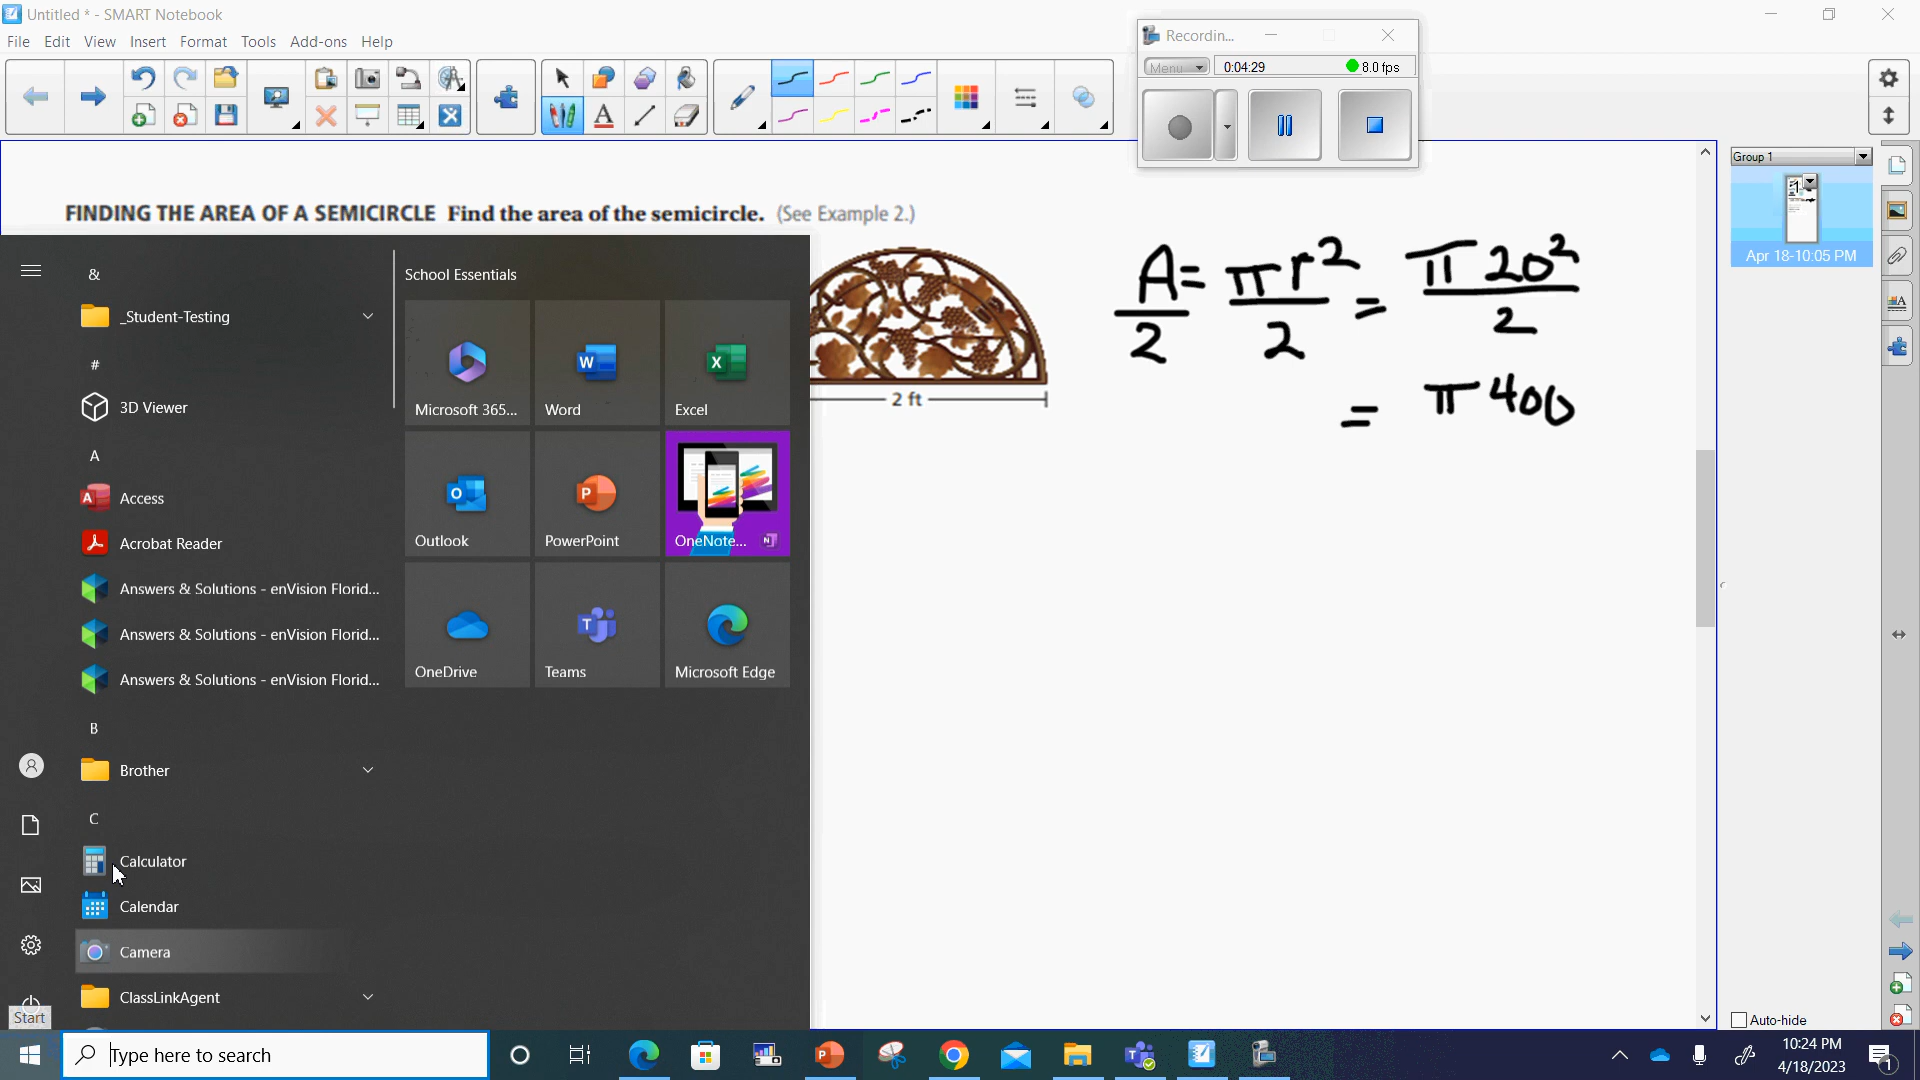 Untitled * - SMART Notebook
File Edit View Insert Format Tools Add-ons Help
Recordin...
Menu 0:04:29 8.0 fps
Group 1
1
Apr 18-10:05 PM
FINDING THE AREA OF A SEMICIRCLE Find the area of the semicircle. (See Example 2.)
A/2 = πr²/2 = π20²/2
= π400
2 ft
&
_Student-Testing
#
3D Viewer
A
Access
Acrobat Reader
Answers & Solutions - enVision Florid...
Answers & Solutions - enVision Florid...
Answers & Solutions - enVision Florid...
B
Brother
C
Calculator
Calendar
Camera
ClassLinkAgent
Start
School Essentials
Microsoft 365...
Word
Excel
Outlook
PowerPoint
OneNote...
OneDrive
Teams
Microsoft Edge
Auto-hide
Type here to search
10:24 PM
4/18/2023
1